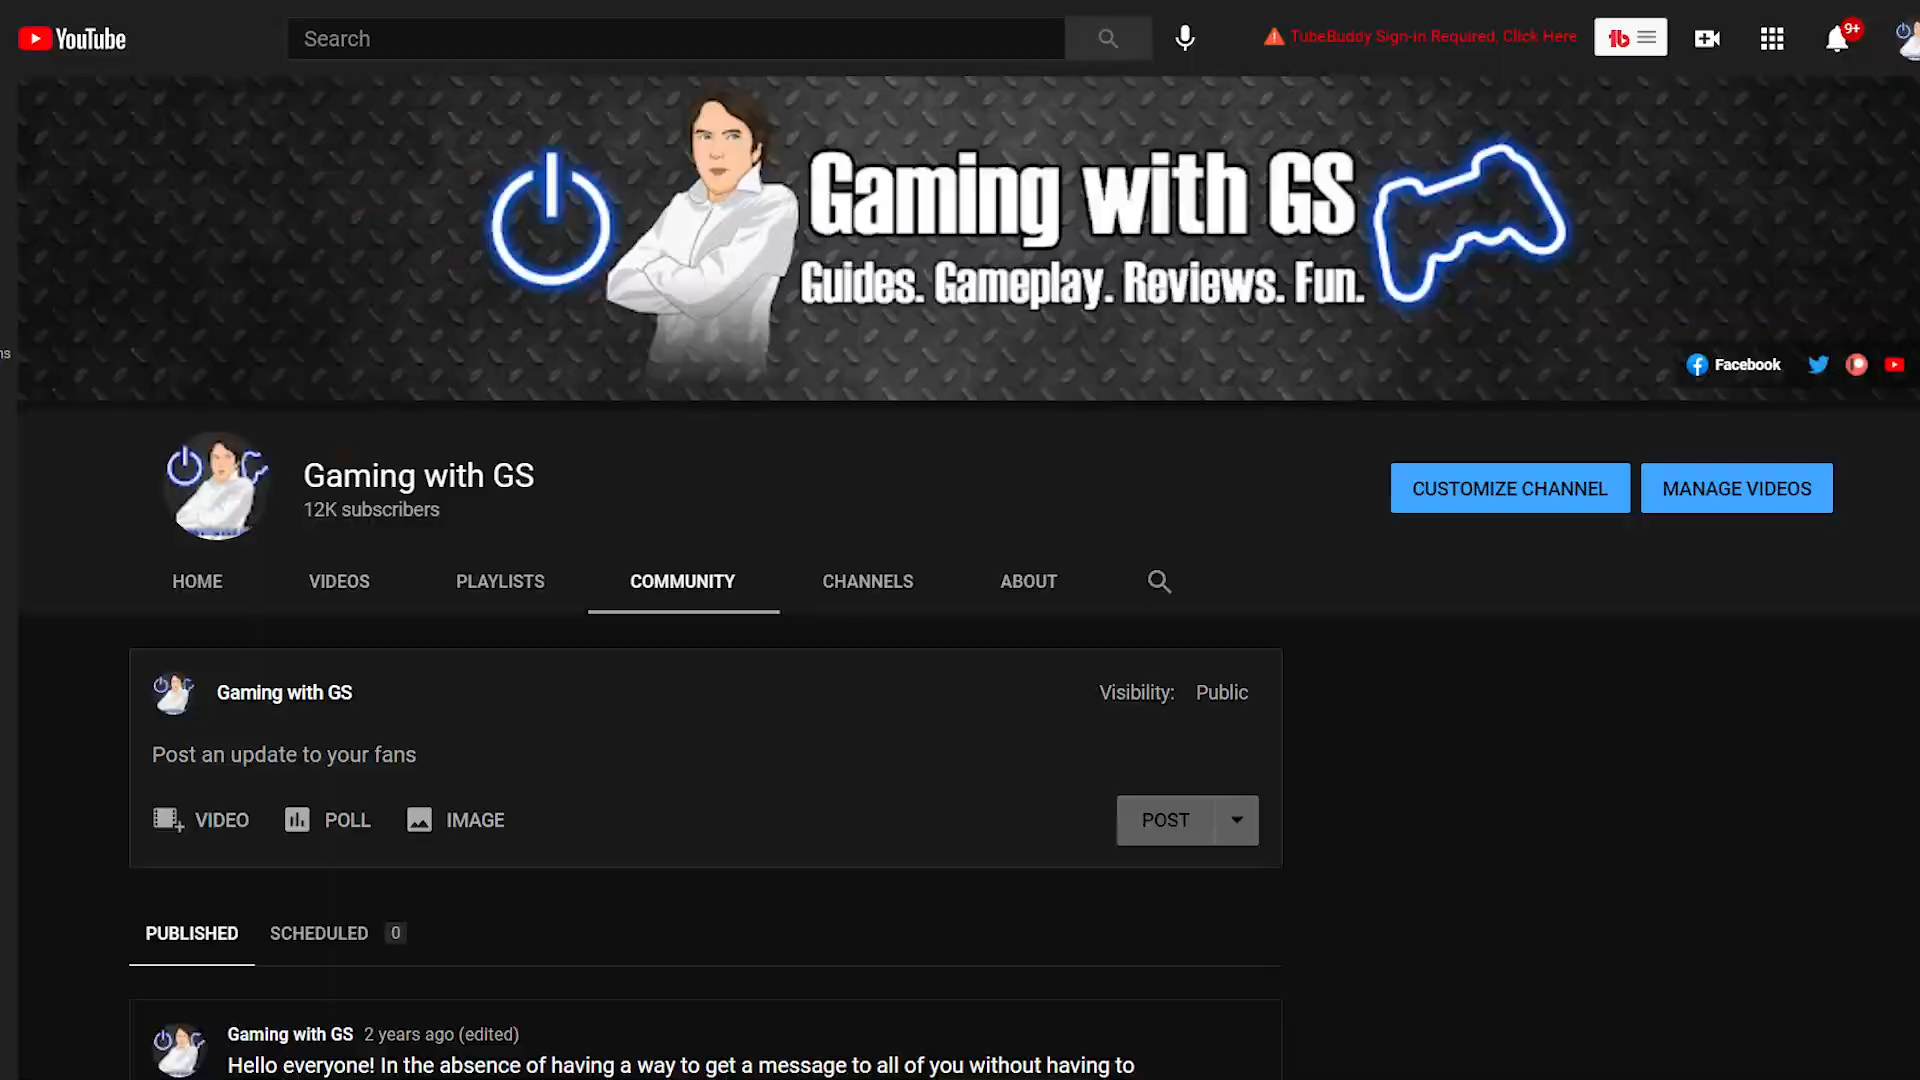 YouTube
Search
TubeBuddy Sign-in Required, Click Here
tb
9+
Gaming with GS
Guides. Gameplay. Reviews. Fun.
ns
Facebook
Gaming with GS
12K subscribers
CUSTOMIZE CHANNEL
MANAGE VIDEOS
HOME
VIDEOS
PLAYLISTS
COMMUNITY
CHANNELS
ABOUT
Gaming with GS
Visibility: Public
Post an update to your fans
VIDEO
POLL
IMAGE
POST
PUBLISHED
SCHEDULED 0
Gaming with GS 2 years ago (edited)
Hello everyone! In the absence of having a way to get a message to all of you without having to